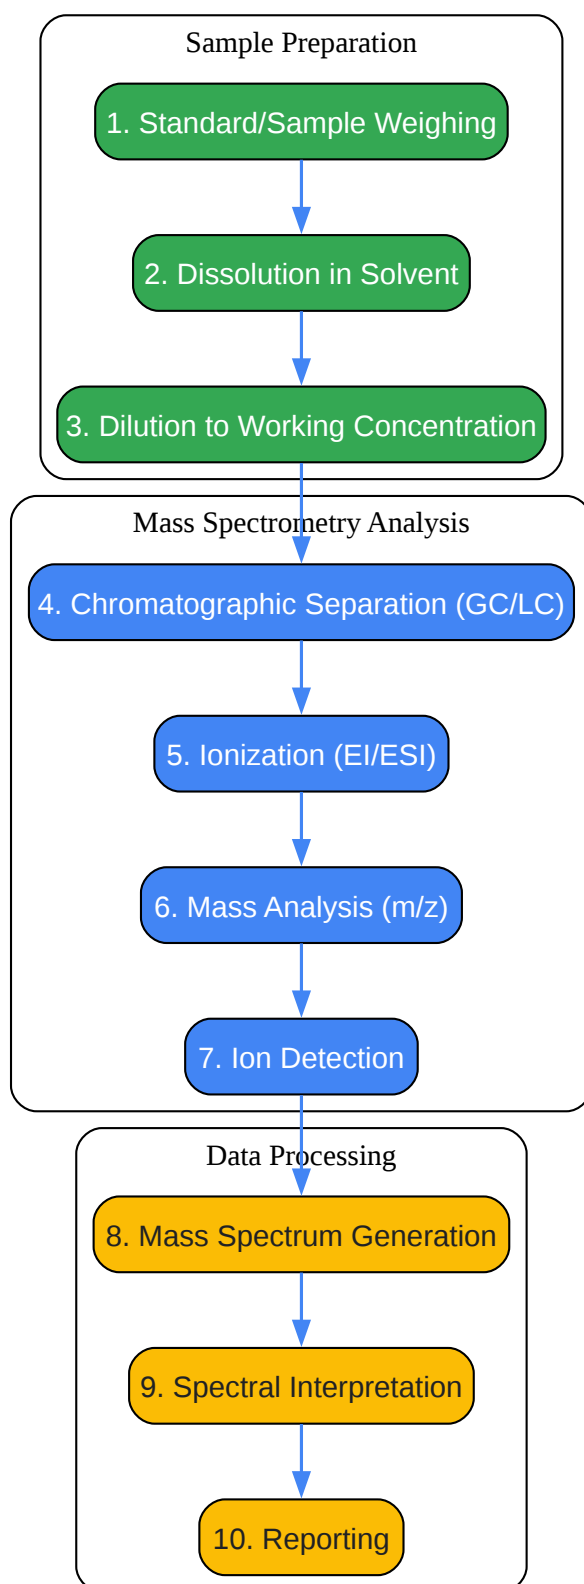 Sample Preparation
1. Standard/Sample Weighing
2. Dissolution in Solvent
3. Dilution to Working Concentration
Mass Spectrometry Analysis
4. Chromatographic Separation (GC/LC)
5. Ionization (EI/ESI)
6. Mass Analysis (m/z)
7. Ion Detection
Data Processing
8. Mass Spectrum Generation
9. Spectral Interpretation
10. Reporting